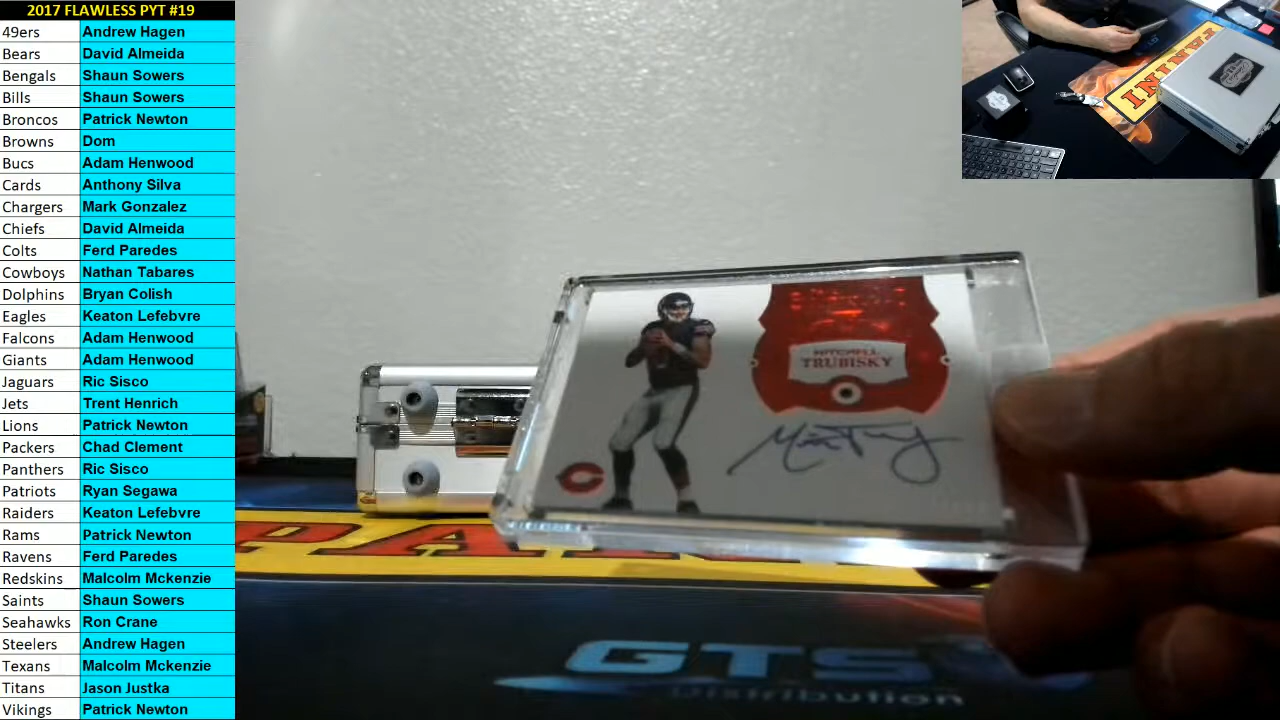 2017 FLAWLESS PYT #19
49ers Andrew Hagen
Bears David Almeida
Bengals Shaun Sowers
Bills Shaun Sowers
Broncos Patrick Newton
Browns Dom
Bucs Adam Henwood
Cards Anthony Silva
Chargers Mark Gonzalez
Chiefs David Almeida
Colts Ferd Paredes
Cowboys Nathan Tabares
Dolphins Bryan Colish
Eagles Keaton Lefebvre
Falcons Adam Henwood
Giants Adam Henwood
Jaguars Ric Sisco
Jets Trent Henrich
Lions Patrick Newton
Packers Chad Clement
Panthers Ric Sisco
Patriots Ryan Segawa
Raiders Keaton Lefebvre
Rams Patrick Newton
Ravens Ferd Paredes
Redskins Malcolm Mckenzie
Saints Shaun Sowers
Seahawks Ron Crane
Steelers Andrew Hagen
Texans Malcolm Mckenzie
Titans Jason Justka
Vikings Patrick Newton
PANINI
MITCHELL
TRUBISKY
GTS
Distribution